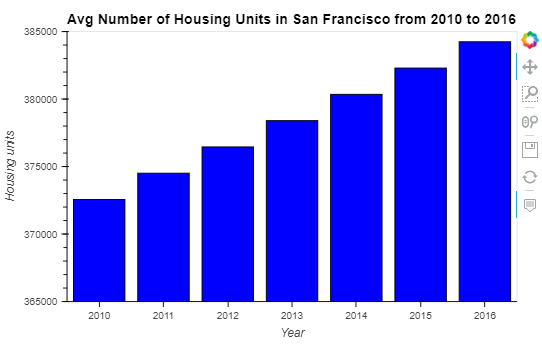 Avg Number of Housing Units in San Francisco from 2010 to 2016
Housing units
385000
380000
375000
370000
365000
2010 2011 2012 2013 2014 2015 2016
Year